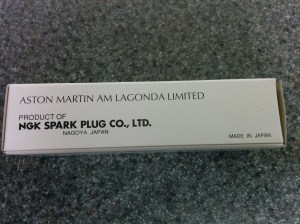 ASTON MARTIN AM LAGONDA LIMITED
PRODUCT OF
NGK SPARK PLUG CO., LTD.
NAGOYA JAPAN
MADE IN JAPAN